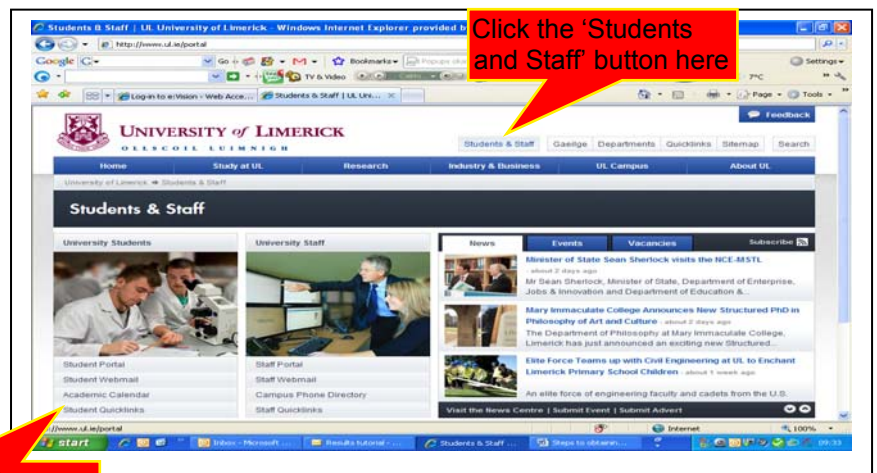 Students & Staff | UL University of Limerick - Windows Internet Explorer provided by
Click the ‘Students
and Staff’ button here
http://www.ul.ie/portal
Google
Go
Bookmarks
Popups
Settings
TV & Video
7°C
Log-in to e:Vision - Web Acce...
Students & Staff | UL Uni...
Page
Tools
Feedback
UNIVERSITY of LIMERICK
OLLSCOIL LUIMNIGH
Students & Staff Gaeilge Departments Quicklinks Sitemap Search
Home Study at UL Research Industry & Business UL Campus About UL
University of Limerick → Students & Staff
Students & Staff
University Students
University Staff
News Events Vacancies Subscribe
Minister of State Sean Sherlock visits the NCE-MSTL
- about 2 days ago
Mr Sean Sherlock, Minister of State, Department of Enterprise,
Jobs & Innovation and Department of Education &...
Mary Immaculate College Announces New Structured PhD in
Philosophy of Art and Culture - about 2 days ago
The Department of Philosophy at Mary Immaculate College,
Limerick has just announced an exciting new Structured...
Elite Force Teams up with Civil Engineering at UL to Enchant
Limerick Primary School Children - about 1 week ago
An elite force of engineering faculty and cadets from the U.S.
Visit the News Centre | Submit Event | Submit Advert
Student Portal
Student Webmail
Academic Calendar
Student Quicklinks
Staff Portal
Staff Webmail
Campus Phone Directory
Staff Quicklinks
//www.ul.ie/portal
Internet
100%
start
Inbox - Microsoft ...
Results tutorial - ...
Students & Staff ...
Steps to obtainin...
09:33